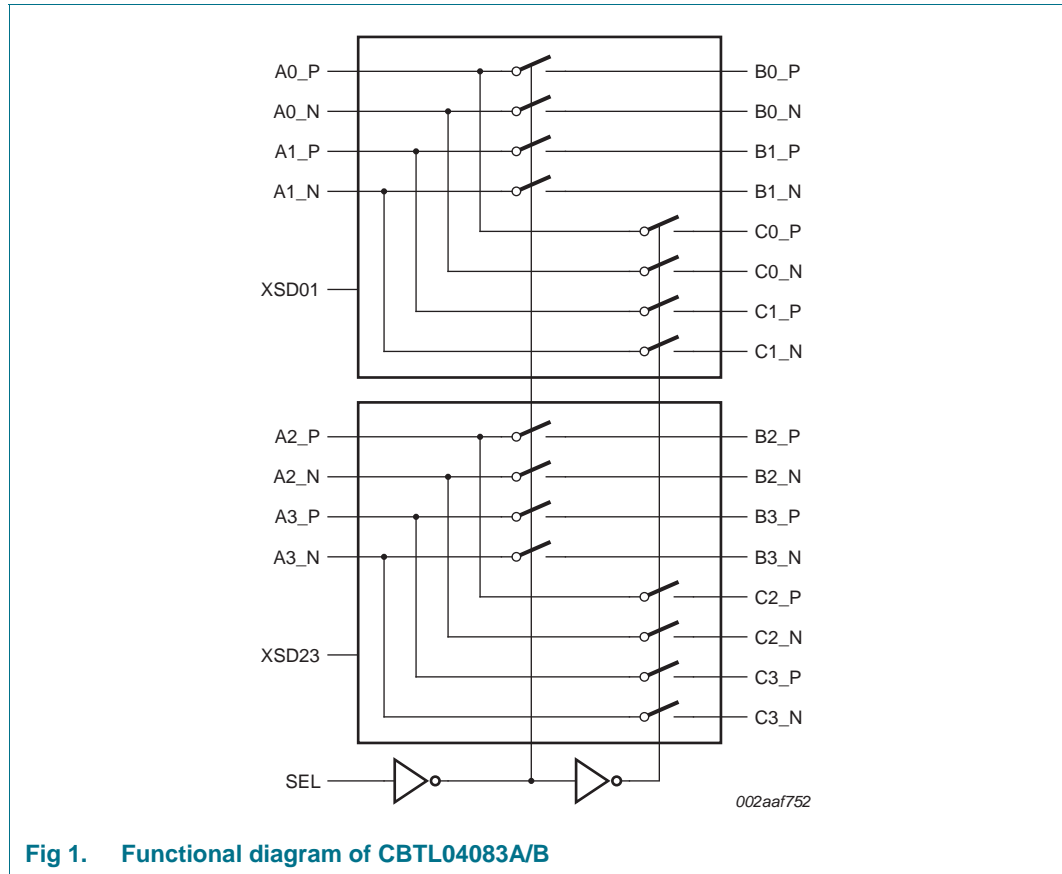 A0_P B0_P
A0_N B0_N
A1_P B1_P
A1_N B1_N
C0_P
C0_N
XSD01
C1_P
C1_N
A2_P B2_P
A2_N B2_N
A3_P B3_P
A3_N B3_N
C2_P
C2_N
XSD23
C3_P
C3_N
SEL
002aaf752
Fig 1. Functional diagram of CBTL04083A/B